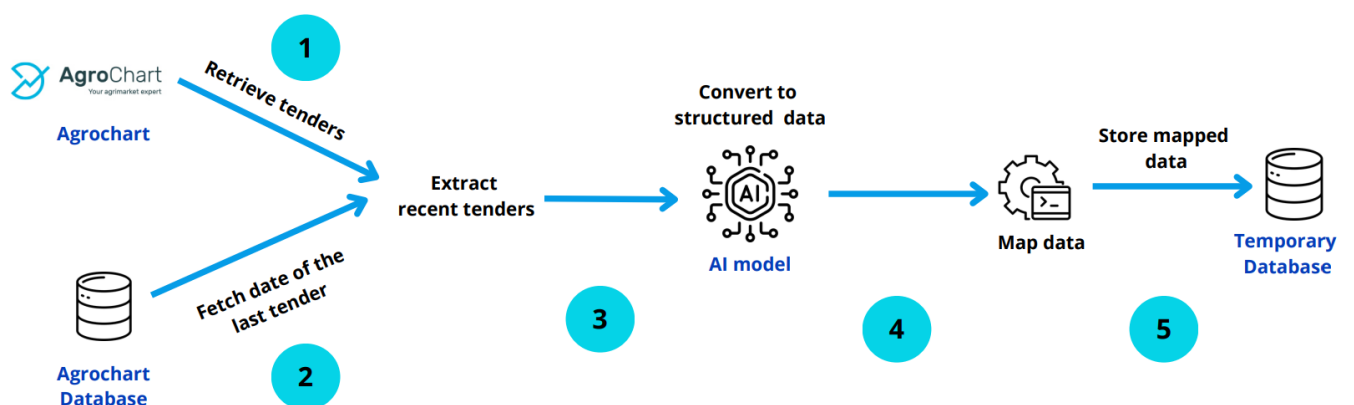 1
AgroChart
Your agrimarket expert
Agrochart
Retrieve tenders
Fetch date of the
last tender
Agrochart
Database
2
Extract
recent tenders
3
Convert to
structured data
AI
AI model
4
>-
Map data
Store mapped
data
5
Temporary
Database